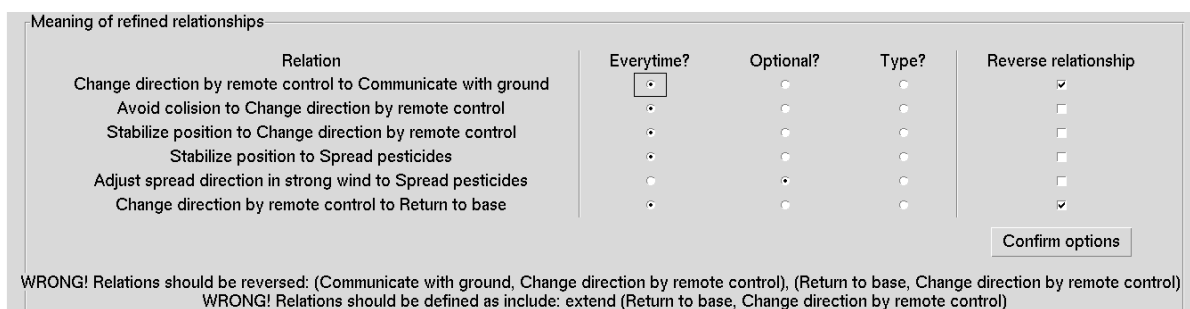 Meaning of refined relationships
Relation Everytime? Optional? Type? Reverse relationship
Change direction by remote control to Communicate with ground
Avoid colision to Change direction by remote control
Stabilize position to Change direction by remote control
Stabilize position to Spread pesticides
Adjust spread direction in strong wind to Spread pesticides
Change direction by remote control to Return to base
Confirm options
WRONG! Relations should be reversed: (Communicate with ground, Change direction by remote control), (Return to base, Change direction by remote control)
WRONG! Relations should be defined as include: extend (Return to base, Change direction by remote control)